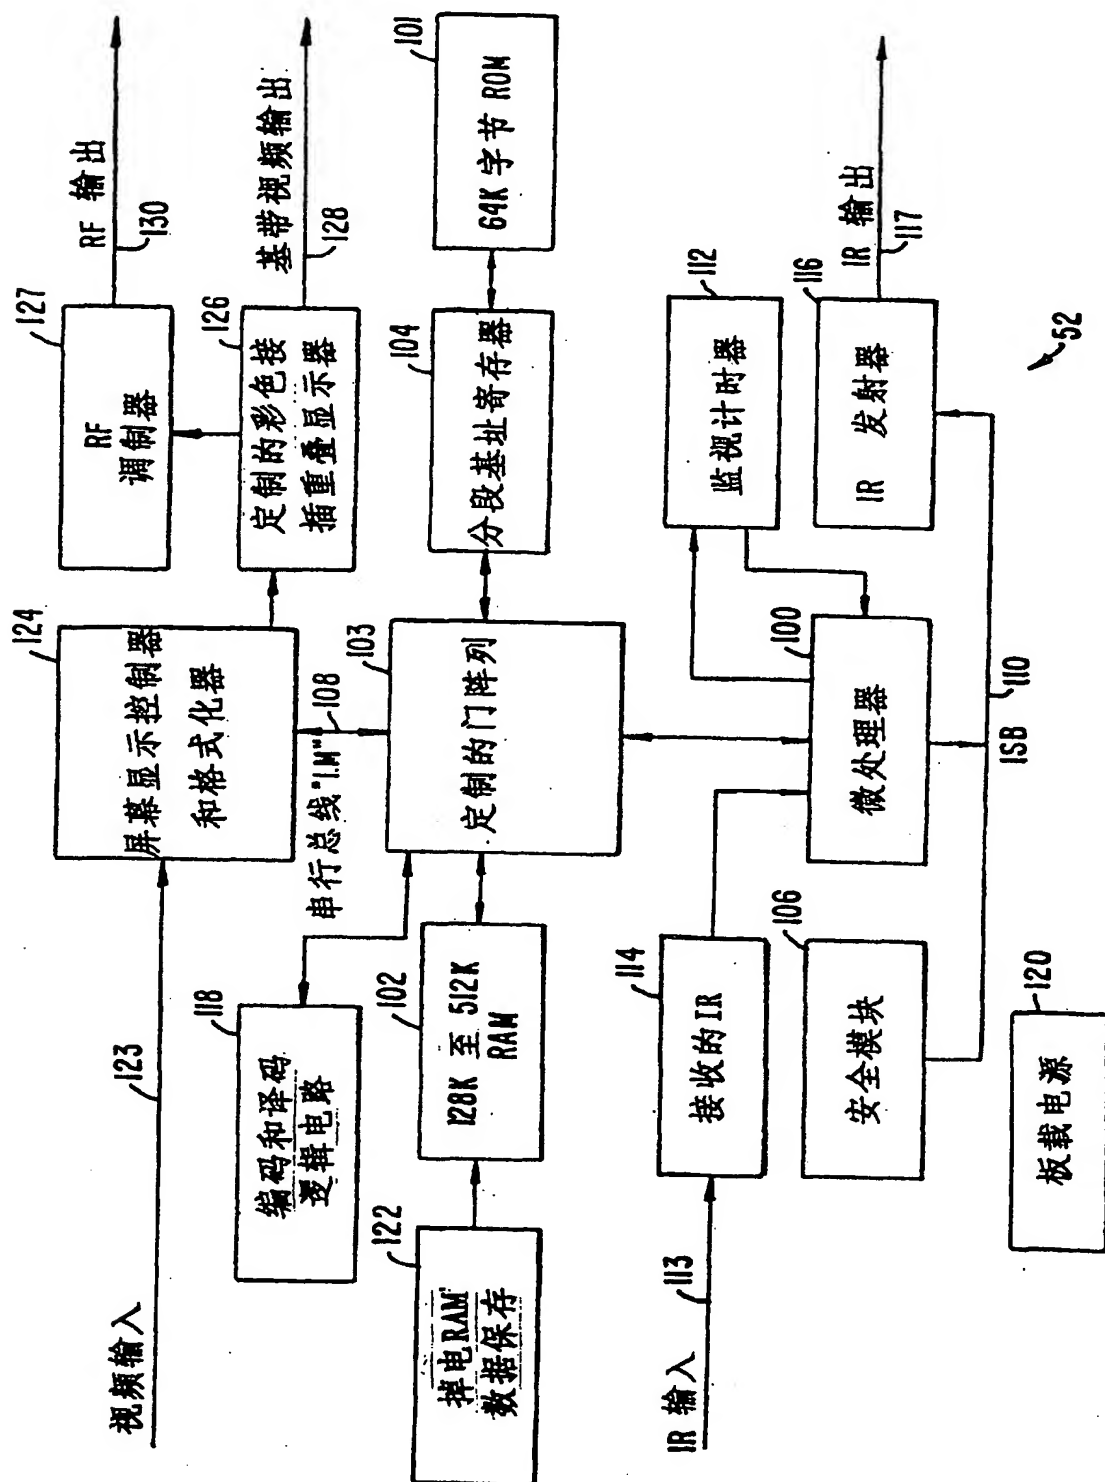 视频输入
123
124
屏幕显示控制器
和格式化器
127
RF
调制器
RF 输出
130
126
定制的彩色接
插重叠显示器
基带视频输出
128
118
编码和译码
逻辑电路
串行总线"I.M"
108
122
掉电RAM
数据保存
102
128K 至 512K
RAM
103
定制的门阵列
104
分段基址寄存器
101
64K 字节 ROM
IR 输入
113
114
接收的IR
112
监视计时器
106
安全模块
100
微处理器
116
IR 发射器
IR 输出
117
ISB
110
120
板载电源
52